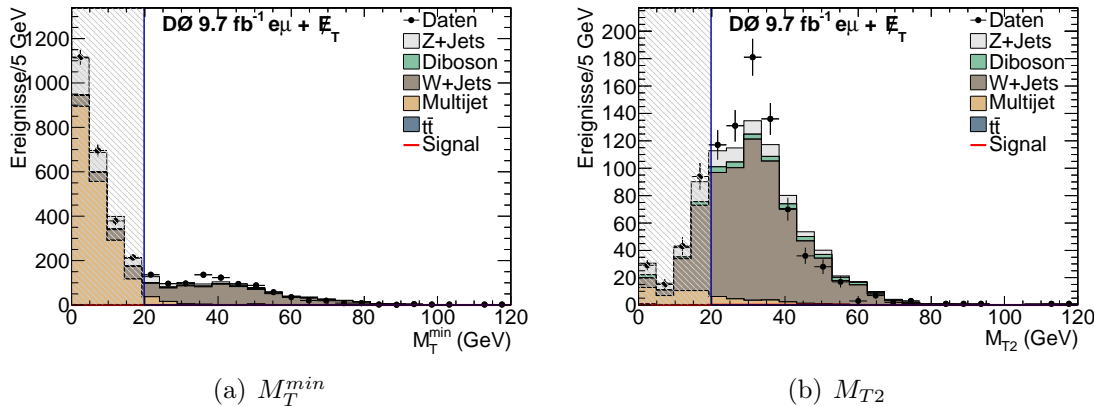 DØ 9.7 fb⁻¹ eμ + E̸_T
Ereignisse/5 GeV
1200
1000
800
600
400
200
0
0 20 40 60 80 100 120
M_T^min (GeV)
Daten
Z+Jets
Diboson
W+Jets
Multijet
tt̄
Signal
(a) M_T^min
DØ 9.7 fb⁻¹ eμ + E̸_T
Ereignisse/5 GeV
200
180
160
140
120
100
80
60
40
20
0
0 20 40 60 80 100 120
M_T2 (GeV)
Daten
Z+Jets
Diboson
W+Jets
Multijet
tt̄
Signal
(b) M_T2